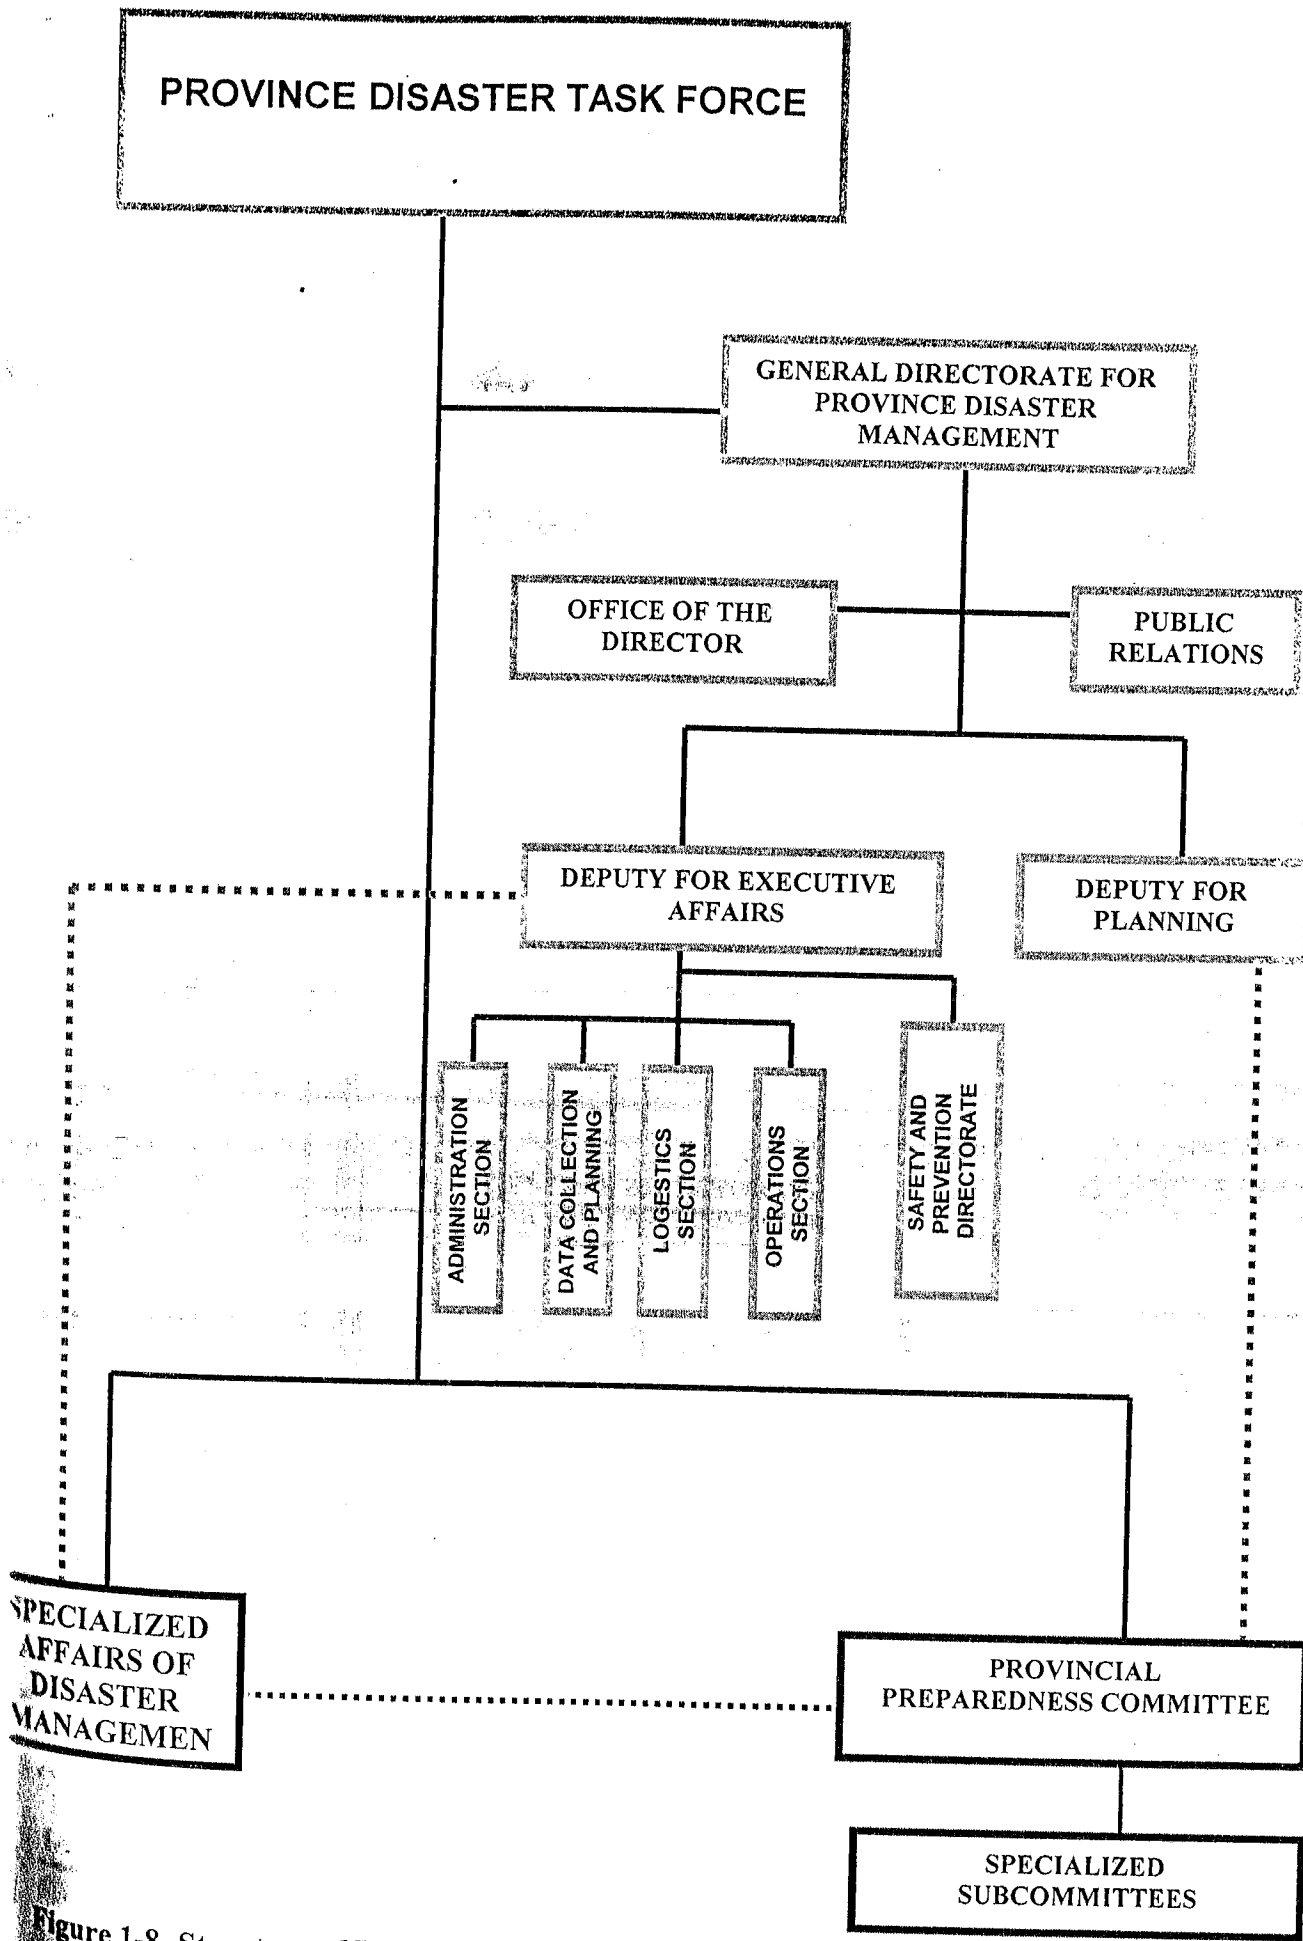 PROVINCE DISASTER TASK FORCE
GENERAL DIRECTORATE FOR
PROVINCE DISASTER
MANAGEMENT
OFFICE OF THE
DIRECTOR
PUBLIC
RELATIONS
DEPUTY FOR EXECUTIVE
AFFAIRS
DEPUTY FOR
PLANNING
ADMINISTRATION
SECTION
DATA COLLECTION
AND PLANNING
LOGESTICS
SECTION
OPERATIONS
SECTION
SAFETY AND
PREVENTION
DIRECTORATE
SPECIALIZED
AFFAIRS OF
DISASTER
MANAGEMEN
PROVINCIAL
PREPAREDNESS COMMITTEE
SPECIALIZED
SUBCOMMITTEES
Figure 1-8